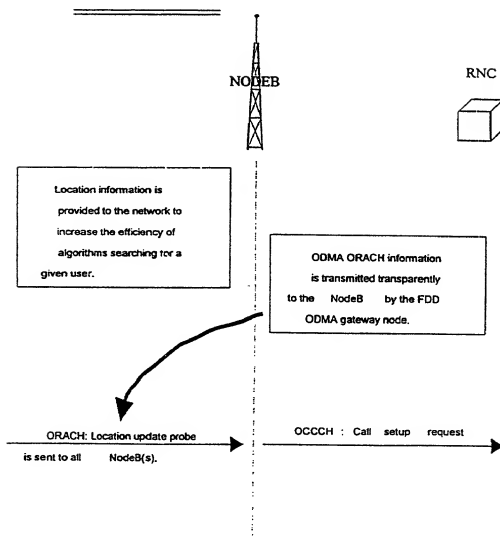 NODEB
RNC
Location information is
provided to the network to
increase the efficiency of
algorithms searching for a
given user.
ODMA ORACH information
is transmitted transparently
to the NodeB by the FDD
ODMA gateway node.
ORACH: Location update probe
is sent to all NodeB(s).
OCCCH : Call setup request